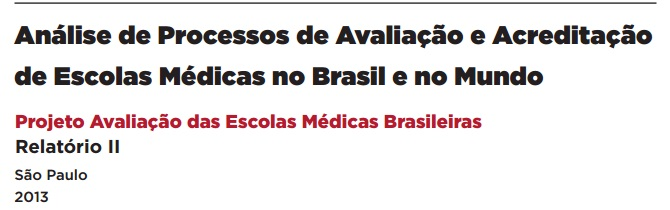 Análise de Processos de Avaliação e Acreditação
de Escolas Médicas no Brasil e no Mundo
Projeto Avaliação das Escolas Médicas Brasileiras
Relatório II
São Paulo
2013